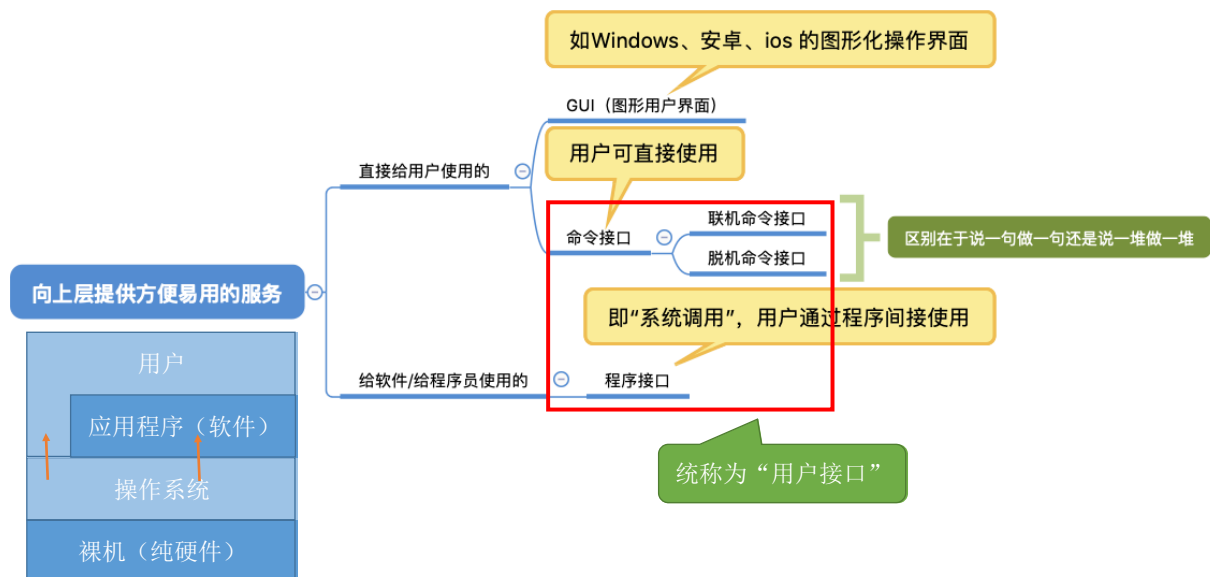 如Windows、安卓、ios 的图形化操作界面
GUI（图形用户界面）
用户可直接使用
直接给用户使用的
联机命令接口
命令接口
区别在于说一句做一句还是说一堆做一堆
脱机命令接口
向上层提供方便易用的服务
即“系统调用”，用户通过程序间接使用
用户
给软件/给程序员使用的
程序接口
应用程序（软件）
统称为“用户接口”
操作系统
裸机（纯硬件）